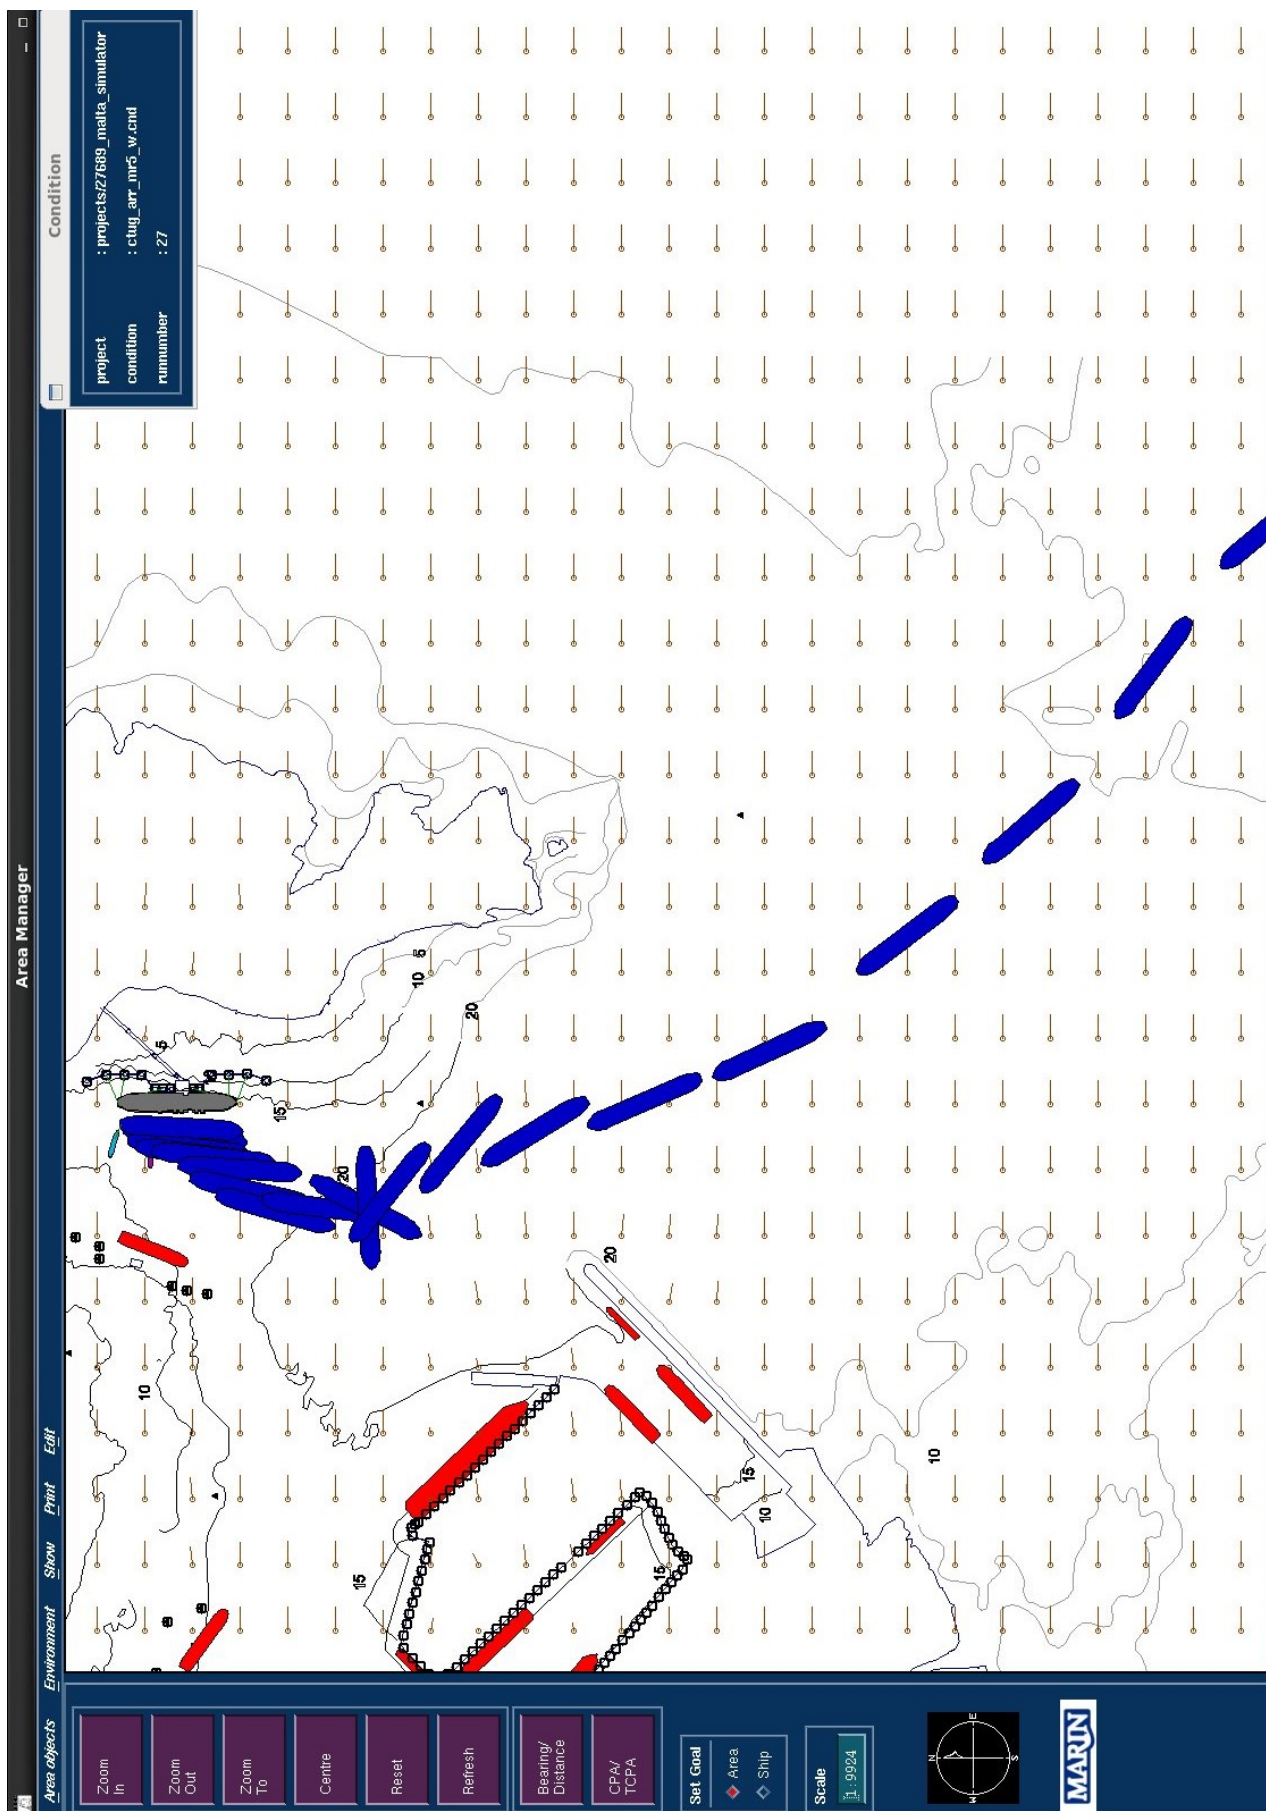 Area Manager
Area objects Environment Show Print Edit
Condition
project : projects/27689_malta_simulator
condition : ctug_arr_mr5_w.cnd
runnumber : 27
Zoom
In
Zoom
Out
Zoom
To
Centre
Reset
Refresh
Bearing/
Distance
CPA/
TCPA
Set Goal
Area
Ship
Scale
1:9924
N
W E
S
MARIN
10
15
15
10
15
10
20
20
15
5
10
5
20